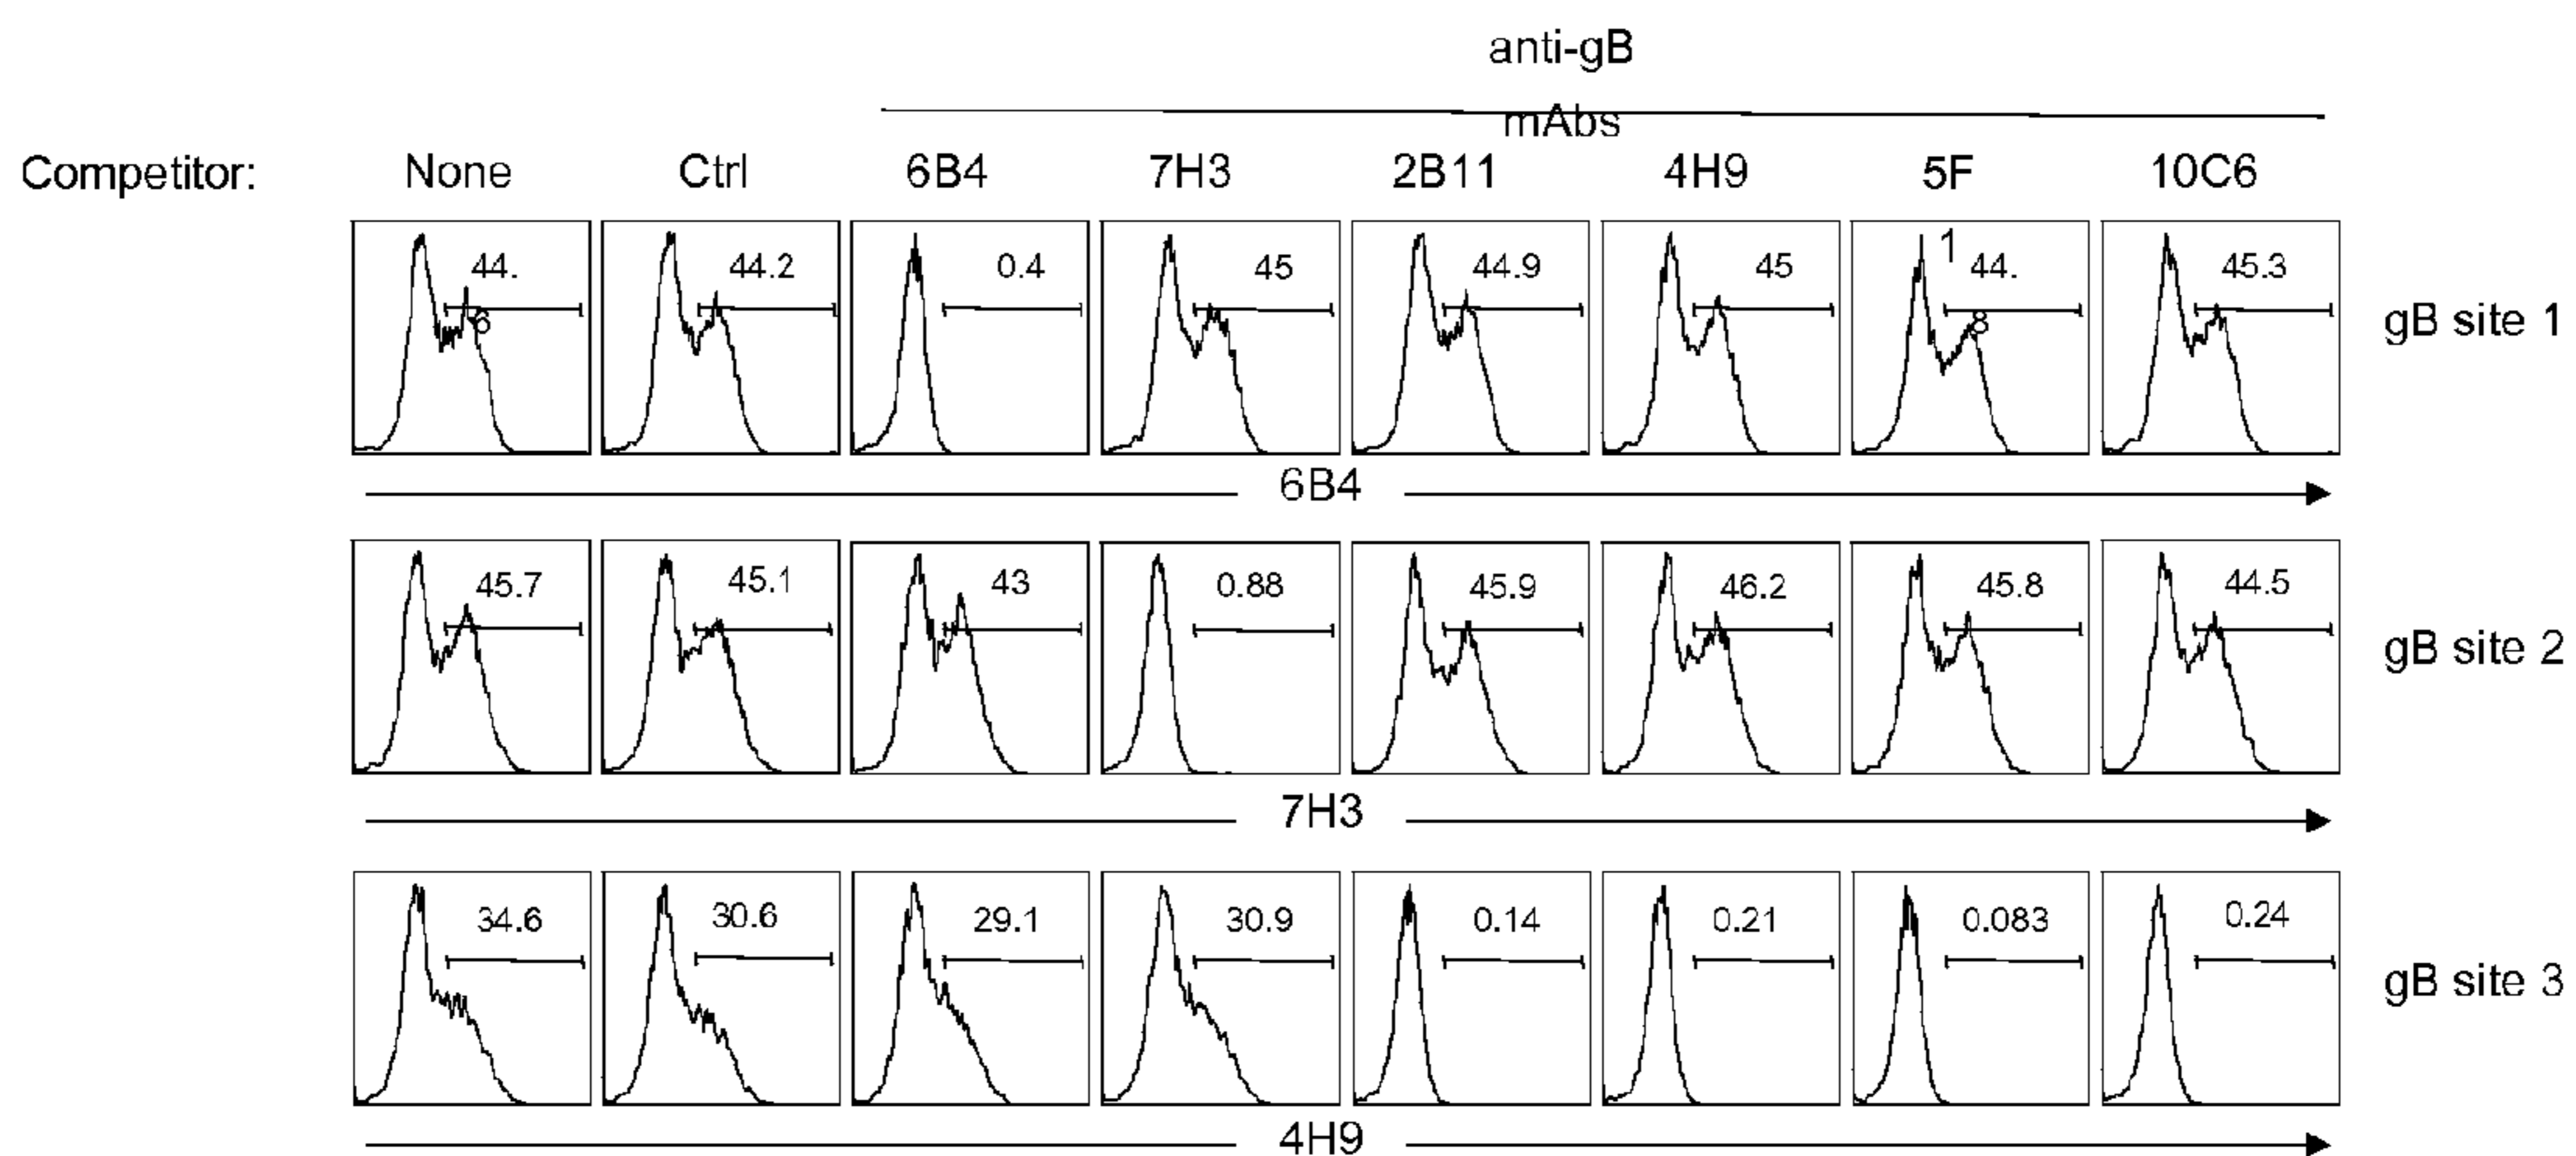 anti-gB
mAbs
Competitor: None Ctrl 6B4 7H3 2B11 4H9 5F 10C6
1
44. 44.2 0.4 45 44.9 45 44. 45.3
6 8
gB site 1
6B4
45.7 45.1 43 0.88 45.9 46.2 45.8 44.5
gB site 2
7H3
34.6 30.6 29.1 30.9 0.14 0.21 0.083 0.24
gB site 3
4H9